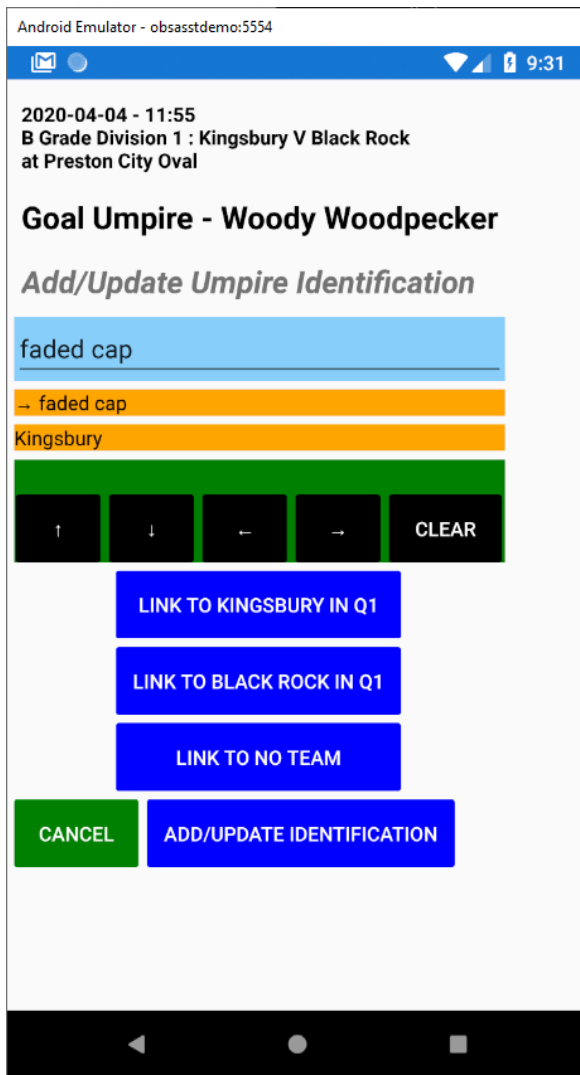 Android Emulator - obsasstdemo:5554
9:31
2020-04-04 - 11:55
B Grade Division 1 : Kingsbury V Black Rock
at Preston City Oval
Goal Umpire - Woody Woodpecker
Add/Update Umpire Identification
faded cap
→ faded cap
Kingsbury
↑ ↓ ← → CLEAR
LINK TO KINGSBURY IN Q1
LINK TO BLACK ROCK IN Q1
LINK TO NO TEAM
CANCEL ADD/UPDATE IDENTIFICATION